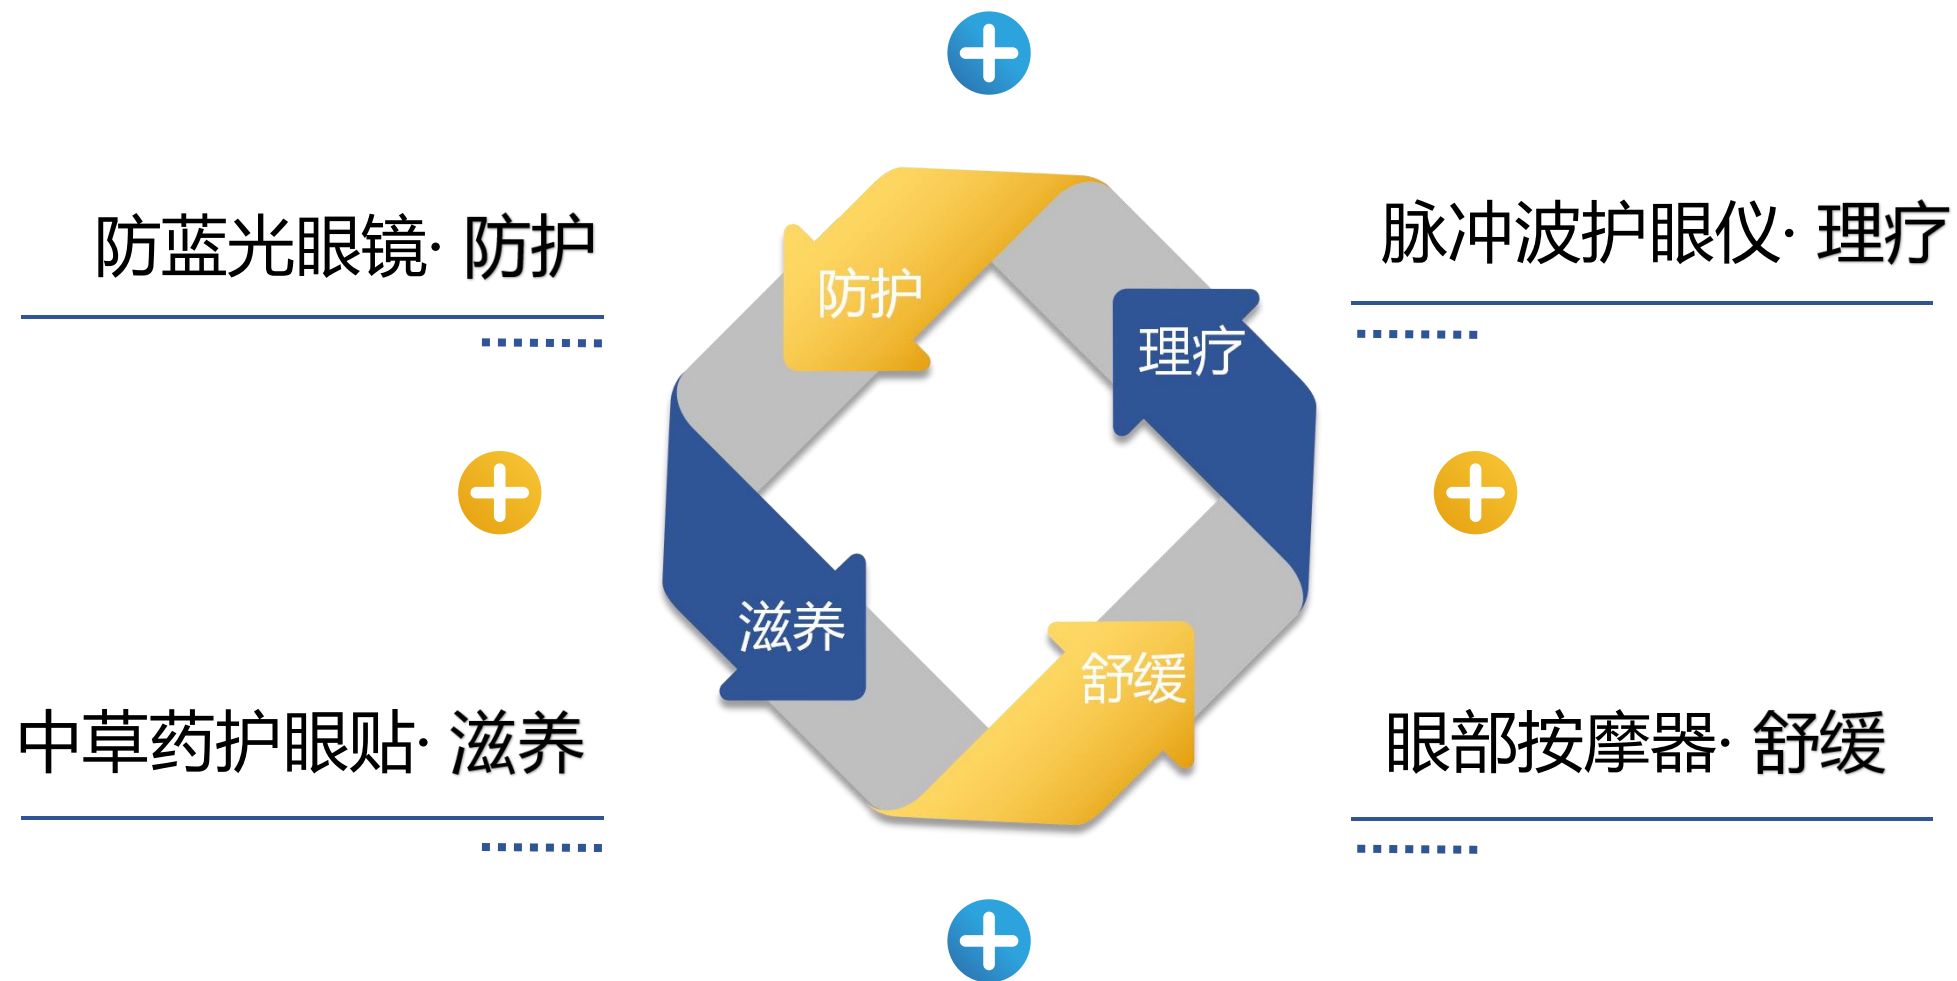 防蓝光眼镜· 防护
脉冲波护眼仪· 理疗
防护
理疗
滋养
舒缓
中草药护眼贴· 滋养
眼部按摩器· 舒缓